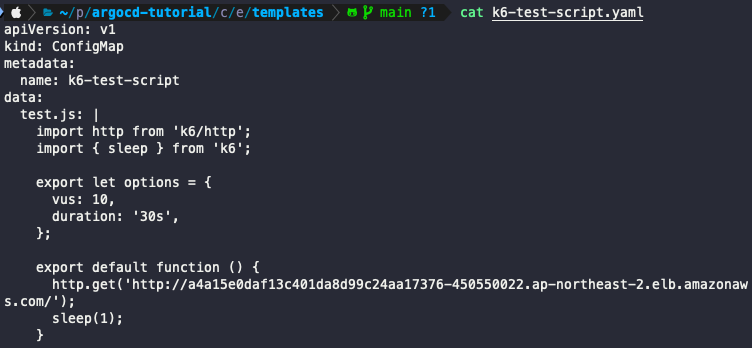 ~/p/argocd-tutorial/c/e/templates main ?1 cat k6-test-script.yaml
apiVersion: v1
kind: ConfigMap
metadata:
  name: k6-test-script
data:
  test.js: |
    import http from 'k6/http';
    import { sleep } from 'k6';
    export let options = {
      vus: 10,
      duration: '30s',
    };
    export default function () {
      http.get('http://a4a15e0daf13c401da8d99c24aa17376-450550022.ap-northeast-2.elb.amazonaw
s.com/');
      sleep(1);
    }